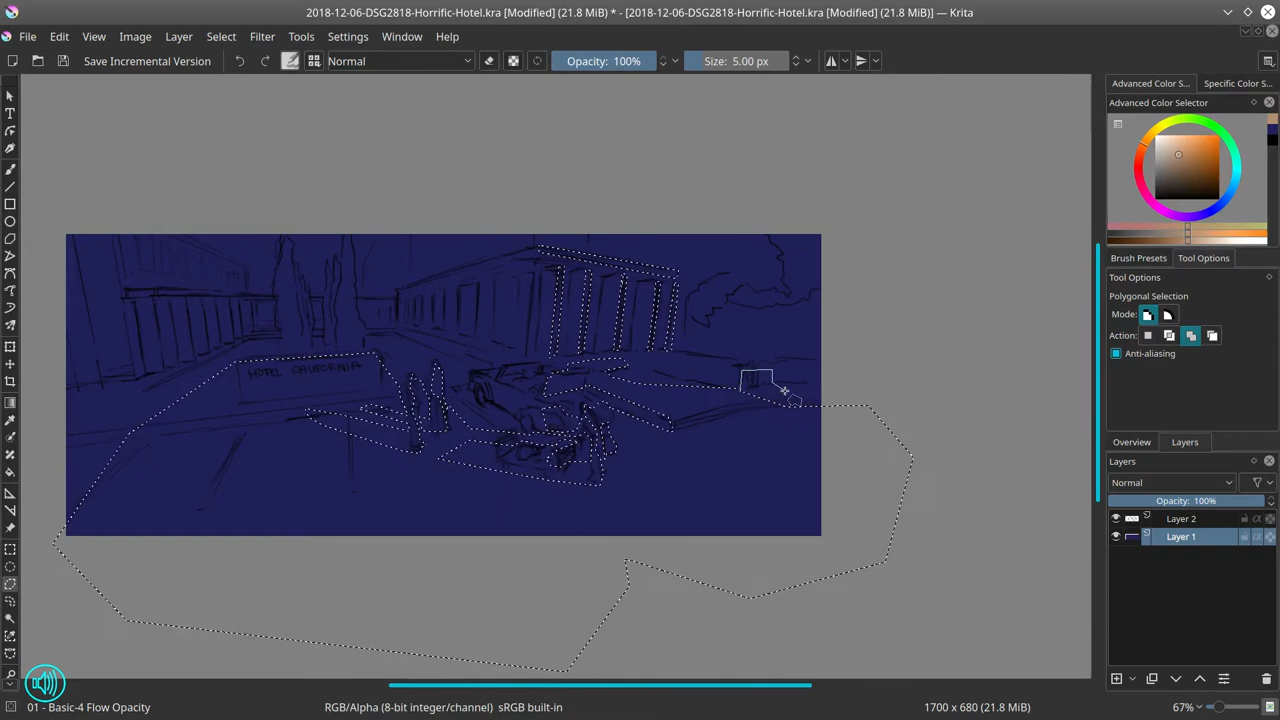 2018-12-06-DSG2818-Horrific-Hotel.kra [Modified] (21.8 MiB) * - [2018-12-06-DSG2818-Horrific-Hotel.kra [Modified] (21.8 MiB)] — Krita
File Edit View Image Layer Select Filter Tools Settings Window Help
Save Incremental Version Normal Opacity: 100% Size: 5.00 px
Advanced Color S... Specific Color S...
Advanced Color Selector
Brush Presets Tool Options
Tool Options
Polygonal Selection
Mode:
Action:
Anti-aliasing
HOTEL CALIFORNIA
Overview Layers
Layers
Normal
Opacity: 100%
Layer 2
Layer 1
01 - Basic-4 Flow Opacity RGB/Alpha (8-bit integer/channel) sRGB built-in 1700 x 680 (21.8 MiB) 67%